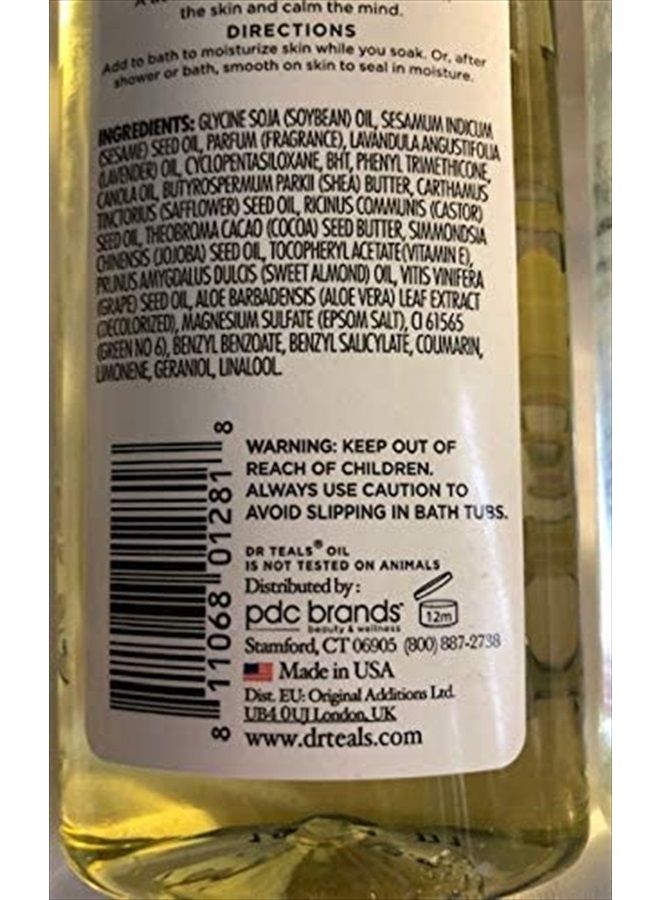 the skin and calm the mind.
DIRECTIONS
Add to bath to moisturize skin while you soak. Or, after
shower or bath, smooth on skin to seal in moisture.
INGREDIENTS: GLYCINE SOJA (SOYBEAN) OIL, SESAMUM INDICUM
(SESAME) SEED OIL, PARFUM (FRAGRANCE), LAVANDULA ANGUSTIFOLIA
(LAVENDER) OIL, CYCLOPENTASILOXANE, BHT, PHENYL TRIMETHICONE,
CANOLA OIL, BUTYROSPERMUM PARKII (SHEA) BUTTER, CARTHAMUS
TINCTORIUS (SAFFLOWER) SEED OIL, RICINUS COMMUNIS (CASTOR)
SEED OIL, THEOBROMA CACAO (COCOA) SEED BUTTER, SIMMONDSIA
CHINENSIS (JOJOBA) SEED OIL, TOCOPHERYL ACETATE(VITAMIN E),
PRUNUS AMYGDALUS DULCIS (SWEET ALMOND) OIL, VITIS VINIFERA
(GRAPE) SEED OIL, ALOE BARBADENSIS (ALOE VERA) LEAF EXTRACT
(DECOLORIZED), MAGNESIUM SULFATE (EPSOM SALT), CI 61565
(GREEN NO 6), BENZYL BENZOATE, BENZYL SALICYLATE, COUMARIN,
LIMONENE, GERANIOL, LINALOOL.
8 11068 01281 8
WARNING: KEEP OUT OF
REACH OF CHILDREN.
ALWAYS USE CAUTION TO
AVOID SLIPPING IN BATH TUBS.
DR TEALS® OIL
IS NOT TESTED ON ANIMALS
Distributed by:
pdc brands
beauty & wellness
12m
Stamford, CT 06905 (800) 887-2738
Made in USA
Dist. EU: Original Additions Ltd.
UB4 0UJ London, UK
www.drteals.com